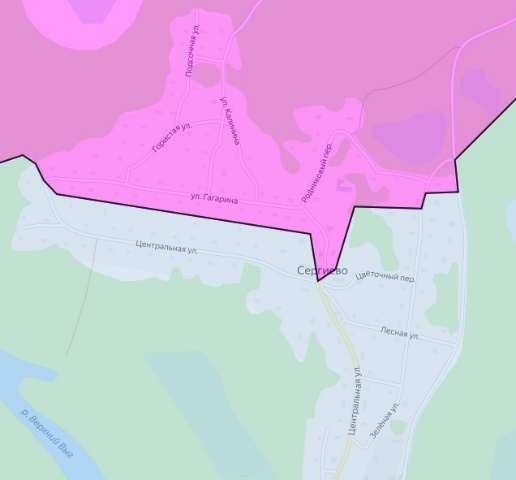 Подсочная ул.
ул. Калинина
Гористая ул.
Родниковый пер.
ул. Гагарина
Центральная ул.
Сергиево
Цветочный пер.
Лесная ул.
Центральная ул.
Зелёная ул.
р. Верхний Выг